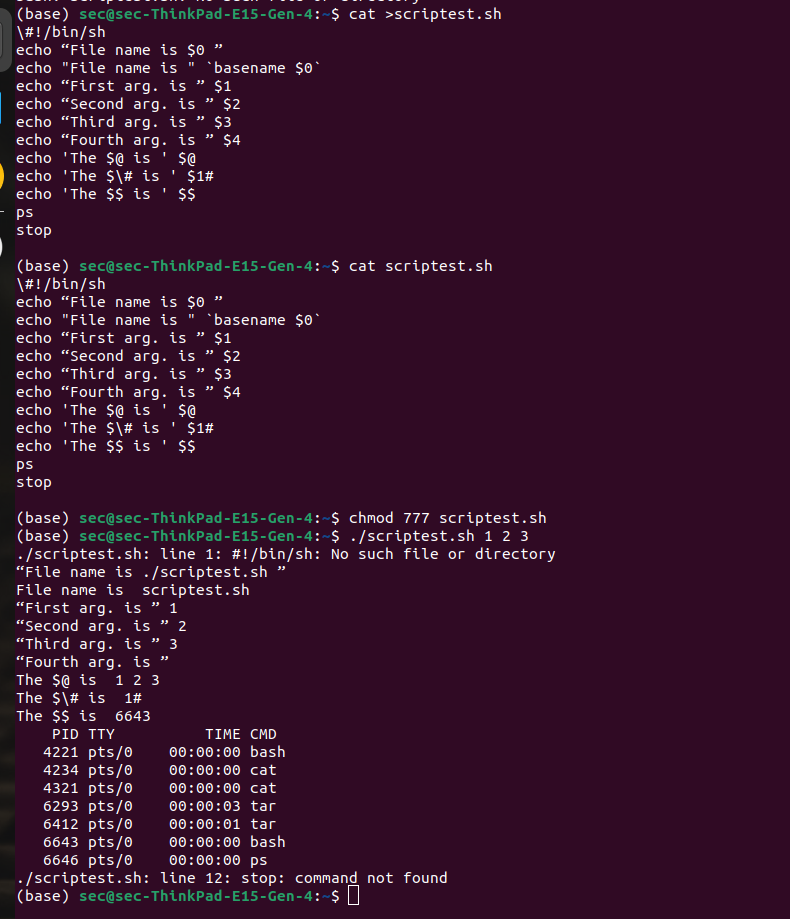 (base) sec@sec-ThinkPad-E15-Gen-4:~$ cat >scriptest.sh
\#!/bin/sh
echo “File name is $0 ”
echo "File name is " `basename $0`
echo “First arg. is ” $1
echo “Second arg. is ” $2
echo “Third arg. is ” $3
echo “Fourth arg. is ” $4
echo 'The $@ is ' $@
echo 'The $\# is ' $1#
echo 'The $$ is ' $$
ps
stop
(base) sec@sec-ThinkPad-E15-Gen-4:~$ cat scriptest.sh
\#!/bin/sh
echo “File name is $0 ”
echo "File name is " `basename $0`
echo “First arg. is ” $1
echo “Second arg. is ” $2
echo “Third arg. is ” $3
echo “Fourth arg. is ” $4
echo 'The $@ is ' $@
echo 'The $\# is ' $1#
echo 'The $$ is ' $$
ps
stop
(base) sec@sec-ThinkPad-E15-Gen-4:~$ chmod 777 scriptest.sh
(base) sec@sec-ThinkPad-E15-Gen-4:~$ ./scriptest.sh 1 2 3
./scriptest.sh: line 1: #!/bin/sh: No such file or directory
“File name is ./scriptest.sh ”
File name is  scriptest.sh
“First arg. is ” 1
“Second arg. is ” 2
“Third arg. is ” 3
“Fourth arg. is ”
The $@ is  1 2 3
The $\# is  1#
The $$ is  6643
    PID TTY          TIME CMD
   4221 pts/0    00:00:00 bash
   4234 pts/0    00:00:00 cat
   4321 pts/0    00:00:00 cat
   6293 pts/0    00:00:03 tar
   6412 pts/0    00:00:01 tar
   6643 pts/0    00:00:00 bash
   6646 pts/0    00:00:00 ps
./scriptest.sh: line 12: stop: command not found
(base) sec@sec-ThinkPad-E15-Gen-4:~$